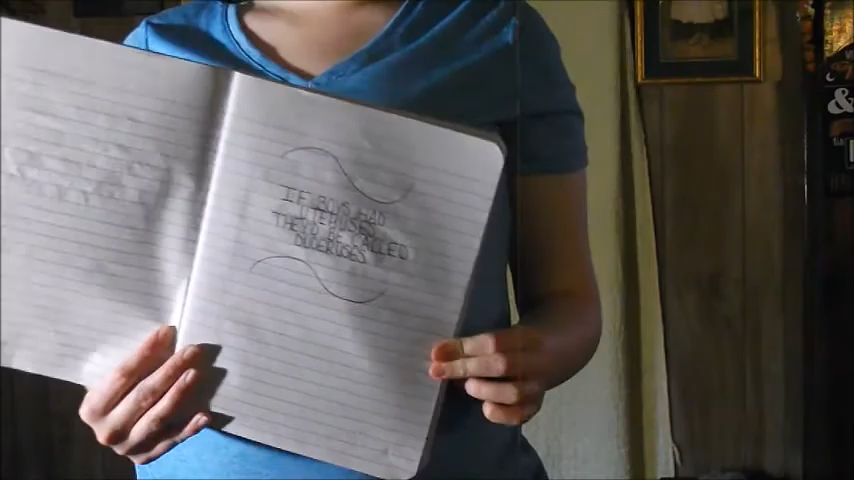 IF BOYS HAD
UTERUSES
THEY'D BE CALLED
DUDERUSES
&